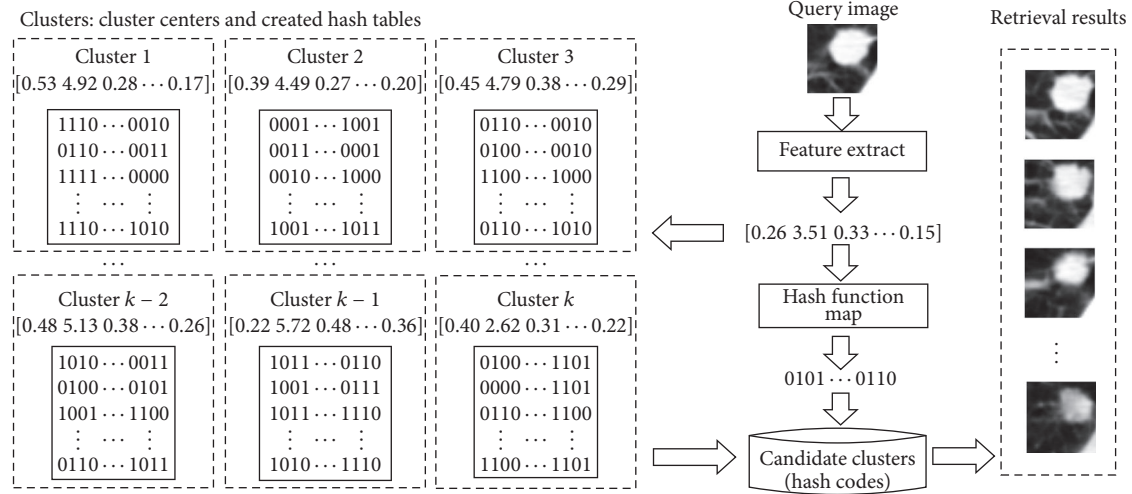 Clusters: cluster centers and created hash tables
Cluster 1
[0.53 4.92 0.28 ⋯ 0.17]
1110 ⋯ 0010
0110 ⋯ 0011
1111 ⋯ 0000
⋮ ⋯ ⋮
1110 ⋯ 1010
Cluster 2
[0.39 4.49 0.27 ⋯ 0.20]
0001 ⋯ 1001
0011 ⋯ 0001
0010 ⋯ 1000
⋮ ⋯ ⋮
1001 ⋯ 1011
Cluster 3
[0.45 4.79 0.38 ⋯ 0.29]
0110 ⋯ 0010
0100 ⋯ 0010
1100 ⋯ 1000
⋮ ⋯ ⋮
0110 ⋯ 1010
⋯ ⋯ ⋯
Cluster k − 2
[0.48 5.13 0.38 ⋯ 0.26]
1010 ⋯ 0011
0100 ⋯ 0101
1001 ⋯ 1100
⋮ ⋯ ⋮
0110 ⋯ 1011
Cluster k − 1
[0.22 5.72 0.48 ⋯ 0.36]
1011 ⋯ 0110
1001 ⋯ 0111
1011 ⋯ 1110
⋮ ⋯ ⋮
1010 ⋯ 1110
Cluster k
[0.40 2.62 0.31 ⋯ 0.22]
0100 ⋯ 1101
0000 ⋯ 1101
0110 ⋯ 1100
⋮ ⋯ ⋮
1100 ⋯ 1101
Query image
Feature extract
[0.26 3.51 0.33 ⋯ 0.15]
Hash function
map
0101 ⋯ 0110
Candidate clusters
(hash codes)
Retrieval results
⋮